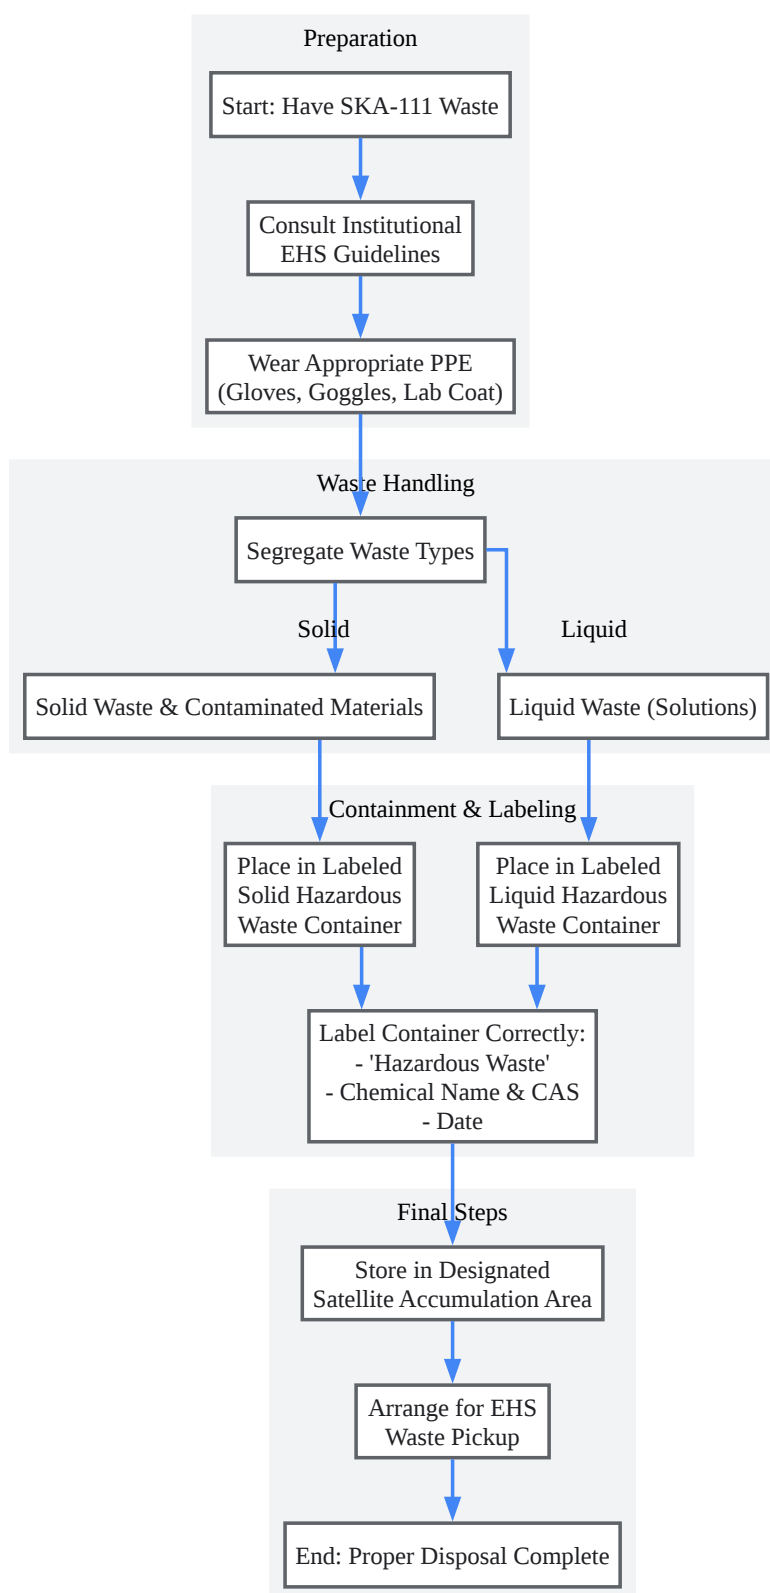 Preparation
Start: Have SKA-111 Waste
Consult Institutional
EHS Guidelines
Wear Appropriate PPE
(Gloves, Goggles, Lab Coat)
Waste Handling
Segregate Waste Types
Solid
Liquid
Solid Waste & Contaminated Materials
Liquid Waste (Solutions)
Containment & Labeling
Place in Labeled
Solid Hazardous
Waste Container
Place in Labeled
Liquid Hazardous
Waste Container
Label Container Correctly:
- 'Hazardous Waste'
- Chemical Name & CAS
- Date
Final Steps
Store in Designated
Satellite Accumulation Area
Arrange for EHS
Waste Pickup
End: Proper Disposal Complete